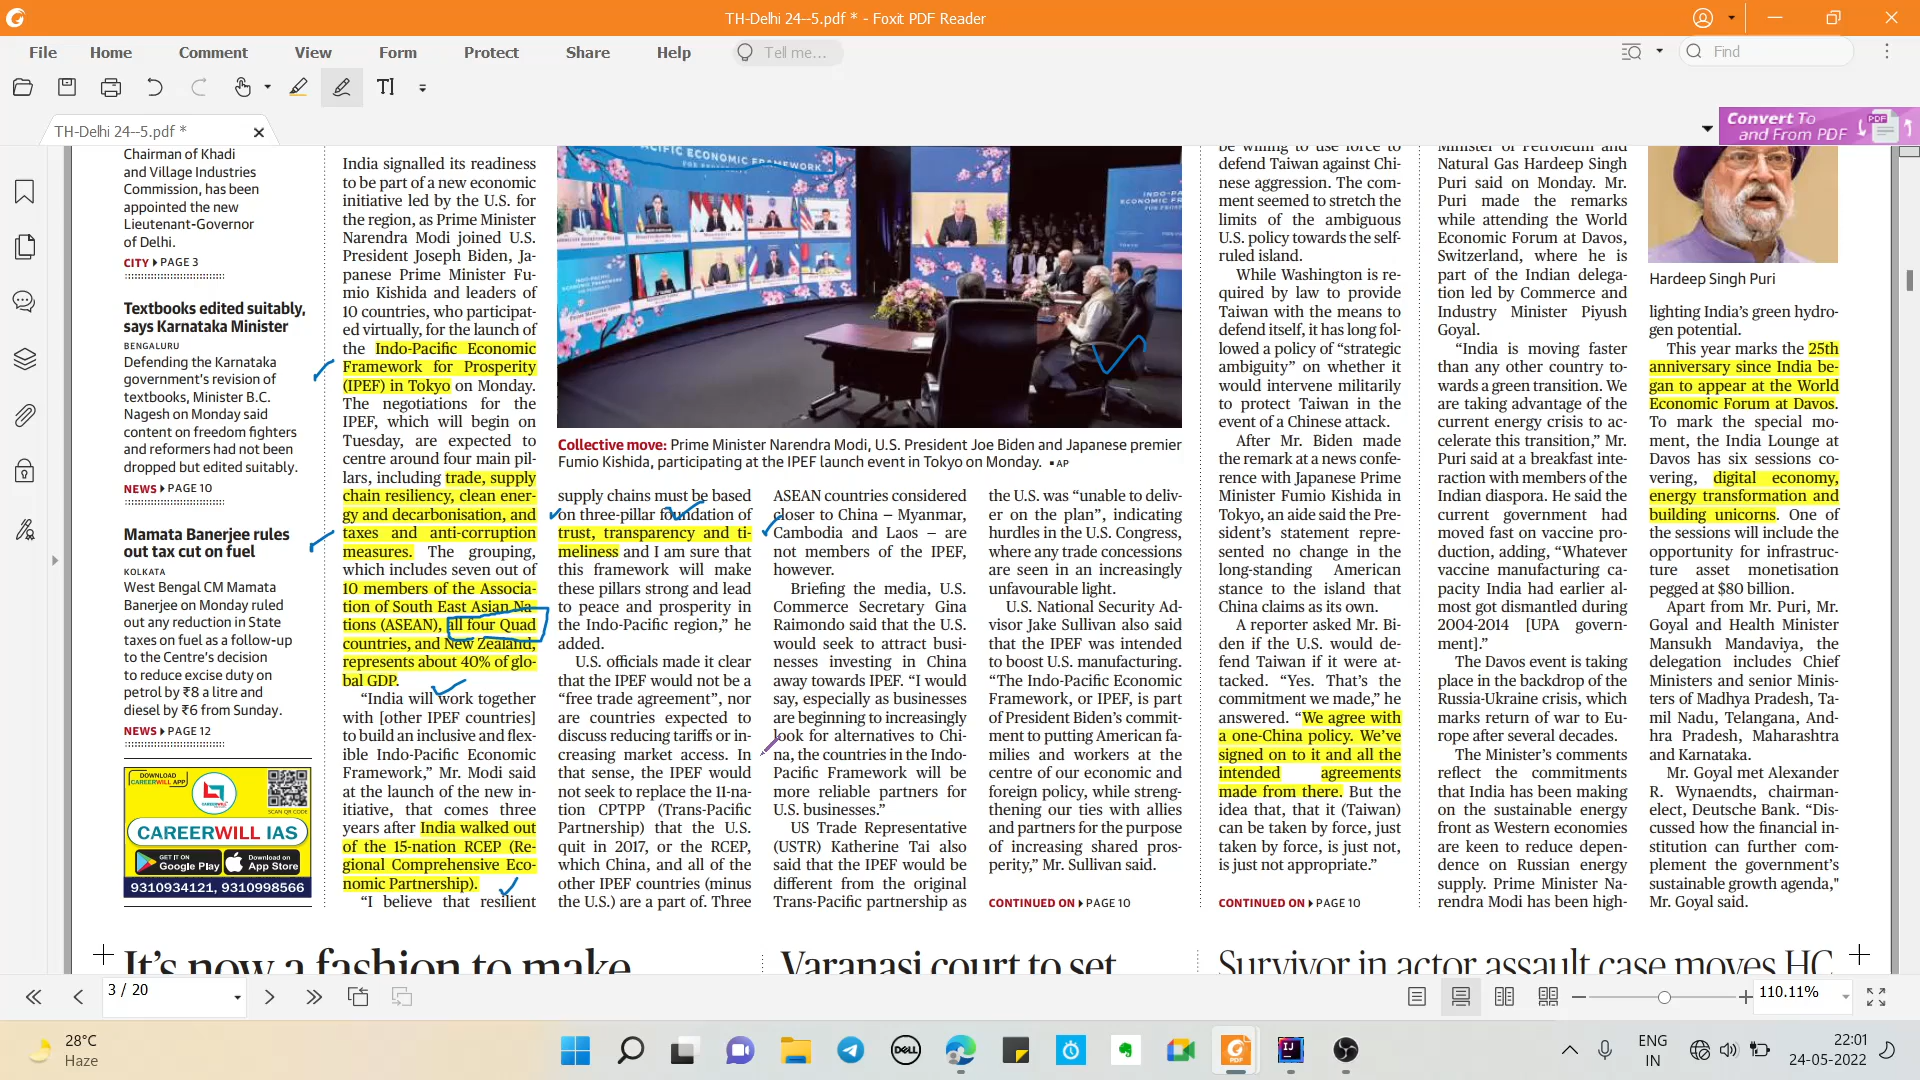 TH-Delhi 24--5.pdf * - Foxit PDF Reader
File Home Comment View Form Protect Share Help Tell me... Find
TH-Delhi 24--5.pdf *
Convert To
and From PDF
PDF
Chairman of Khadi
and Village Industries
Commission, has been
appointed the new
Lieutenant-Governor
of Delhi.
CITY PAGE 3
Textbooks edited suitably,
says Karnataka Minister
BENGALURU
Defending the Karnataka
government's revision of
textbooks, Minister B.C.
Nagesh on Monday said
content on freedom fighters
and reformers had not been
dropped but edited suitably.
NEWS PAGE 10
Mamata Banerjee rules
out tax cut on fuel
KOLKATA
West Bengal CM Mamata
Banerjee on Monday ruled
out any reduction in State
taxes on fuel as a follow-up
to the Centre's decision
to reduce excise duty on
petrol by ₹8 a litre and
diesel by ₹6 from Sunday.
NEWS PAGE 12
DOWNLOAD
CAREERWILL APP
SCAN QR CODE
CAREERWILL IAS
GET IT ON
Google Play
Download on
App Store
9310934121, 9310998566
India signalled its readiness
to be part of a new economic
initiative led by the U.S. for
the region, as Prime Minister
Narendra Modi joined U.S.
President Joseph Biden, Ja-
panese Prime Minister Fu-
mio Kishida and leaders of
10 countries, who participat-
ed virtually, for the launch of
the Indo-Pacific Economic
Framework for Prosperity
(IPEF) in Tokyo on Monday.
The negotiations for the
IPEF, which will begin on
Tuesday, are expected to
centre around four main pil-
lars, including trade, supply
chain resiliency, clean ener-
gy and decarbonisation, and
taxes and anti-corruption
measures. The grouping,
which includes seven out of
10 members of the Associa-
tion of South East Asian Na-
tions (ASEAN), all four Quad
countries, and New Zealand,
represents about 40% of glo-
bal GDP.
"India will work together
with [other IPEF countries]
to build an inclusive and flex-
ible Indo-Pacific Economic
Framework," Mr. Modi said
at the launch of the new in-
itiative, that comes three
years after India walked out
of the 15-nation RCEP (Re-
gional Comprehensive Eco-
nomic Partnership).
"I believe that resilient
PACIFIC ECONOMIC FRAMEWORK
FOR PROSPERITY
Collective move: Prime Minister Narendra Modi, U.S. President Joe Biden and Japanese premier
Fumio Kishida, participating at the IPEF launch event in Tokyo on Monday. ▪ AP
supply chains must be based
on three-pillar foundation of
trust, transparency and ti-
meliness and I am sure that
this framework will make
these pillars strong and lead
to peace and prosperity in
the Indo-Pacific region," he
added.
U.S. officials made it clear
that the IPEF would not be a
"free trade agreement", nor
are countries expected to
discuss reducing tariffs or in-
creasing market access. In
that sense, the IPEF would
not seek to replace the 11-na-
tion CPTPP (Trans-Pacific
Partnership) that the U.S.
quit in 2017, or the RCEP,
which China, and all of the
other IPEF countries (minus
the U.S.) are a part of. Three
ASEAN countries considered
closer to China – Myanmar,
Cambodia and Laos – are
not members of the IPEF,
however.
Briefing the media, U.S.
Commerce Secretary Gina
Raimondo said that the U.S.
would seek to attract busi-
nesses investing in China
away towards IPEF. "I would
say, especially as businesses
are beginning to increasingly
look for alternatives to Chi-
na, the countries in the Indo-
Pacific Framework will be
more reliable partners for
U.S. businesses."
US Trade Representative
(USTR) Katherine Tai also
said that the IPEF would be
different from the original
Trans-Pacific partnership as
the U.S. was "unable to deliv-
er on the plan", indicating
hurdles in the U.S. Congress,
where any trade concessions
are seen in an increasingly
unfavourable light.
U.S. National Security Ad-
visor Jake Sullivan also said
that the IPEF was intended
to boost U.S. manufacturing.
"The Indo-Pacific Economic
Framework, or IPEF, is part
of President Biden's commit-
ment to putting American fa-
milies and workers at the
centre of our economic and
foreign policy, while streng-
thening our ties with allies
and partners for the purpose
of increasing shared pros-
perity," Mr. Sullivan said.
CONTINUED ON PAGE 10
be willing to use force to
defend Taiwan against Chi-
nese aggression. The com-
ment seemed to stretch the
limits of the ambiguous
U.S. policy towards the self-
ruled island.
While Washington is re-
quired by law to provide
Taiwan with the means to
defend itself, it has long fol-
lowed a policy of "strategic
ambiguity" on whether it
would intervene militarily
to protect Taiwan in the
event of a Chinese attack.
After Mr. Biden made
the remark at a news confe-
rence with Japanese Prime
Minister Fumio Kishida in
Tokyo, an aide said the Pre-
sident's statement repre-
sented no change in the
long-standing American
stance to the island that
China claims as its own.
A reporter asked Mr. Bi-
den if the U.S. would de-
fend Taiwan if it were at-
tacked. "Yes. That's the
commitment we made," he
answered. "We agree with
a one-China policy. We've
signed on to it and all the
intended agreements
made from there. But the
idea that, that it (Taiwan)
can be taken by force, just
taken by force, is just not,
is just not appropriate."
CONTINUED ON PAGE 10
Minister of Petroleum and
Natural Gas Hardeep Singh
Puri said on Monday. Mr.
Puri made the remarks
while attending the World
Economic Forum at Davos,
Switzerland, where he is
part of the Indian delega-
tion led by Commerce and
Industry Minister Piyush
Goyal.
"India is moving faster
than any other country to-
wards a green transition. We
are taking advantage of the
current energy crisis to ac-
celerate this transition," Mr.
Puri said at a breakfast inte-
raction with members of the
Indian diaspora. He said the
current government had
moved fast on vaccine pro-
duction, adding, "Whatever
vaccine manufacturing ca-
pacity India had earlier al-
most got dismantled during
2004-2014 [UPA govern-
ment]."
The Davos event is taking
place in the backdrop of the
Russia-Ukraine crisis, which
marks return of war to Eu-
rope after several decades.
The Minister's comments
reflect the commitments
that India has been making
on the sustainable energy
front as Western economies
are keen to reduce depen-
dence on Russian energy
supply. Prime Minister Na-
rendra Modi has been high-
Hardeep Singh Puri
lighting India's green hydro-
gen potential.
This year marks the 25th
anniversary since India be-
gan to appear at the World
Economic Forum at Davos.
To mark the special mo-
ment, the India Lounge at
Davos has six sessions co-
vering, digital economy,
energy transformation and
building unicorns. One of
the sessions will include the
opportunity for infrastruc-
ture asset monetisation
pegged at $80 billion.
Apart from Mr. Puri, Mr.
Goyal and Health Minister
Mansukh Mandaviya, the
delegation includes Chief
Ministers and senior Minis-
ters of Madhya Pradesh, Ta-
mil Nadu, Telangana, And-
hra Pradesh, Maharashtra
and Karnataka.
Mr. Goyal met Alexander
R. Wynaendts, chairman-
elect, Deutsche Bank. "Dis-
cussed how the financial in-
stitution can further com-
plement the government's
sustainable growth agenda,"
Mr. Goyal said.
It's now a fashion to make
Varanasi court to set
Survivor in actor assault case moves HC
3 / 20
110.11%
28°C
Haze
DELL
ENG
IN
22:01
24-05-2022